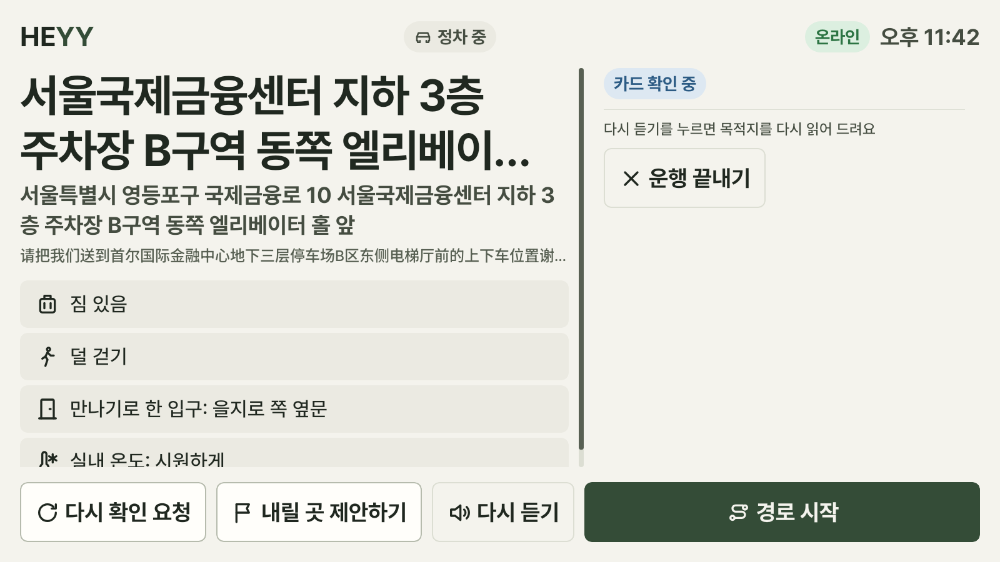 HEYY
정차 중
온라인
오후 11:42
서울국제금융센터 지하 3층
주차장 B구역 동쪽 엘리베이...
서울특별시 영등포구 국제금융로 10 서울국제금융센터 지하 3
층 주차장 B구역 동쪽 엘리베이터 홀 앞
请把我们送到首尔国际金融中心地下三层停车场B区东侧电梯厅前的上下车位置谢...
짐 있음
덜 걷기
만나기로 한 입구: 을지로 쪽 옆문
실내 온도: 시원하게
카드 확인 중
다시 듣기를 누르면 목적지를 다시 읽어 드려요
운행 끝내기
다시 확인 요청
내릴 곳 제안하기
다시 듣기
경로 시작